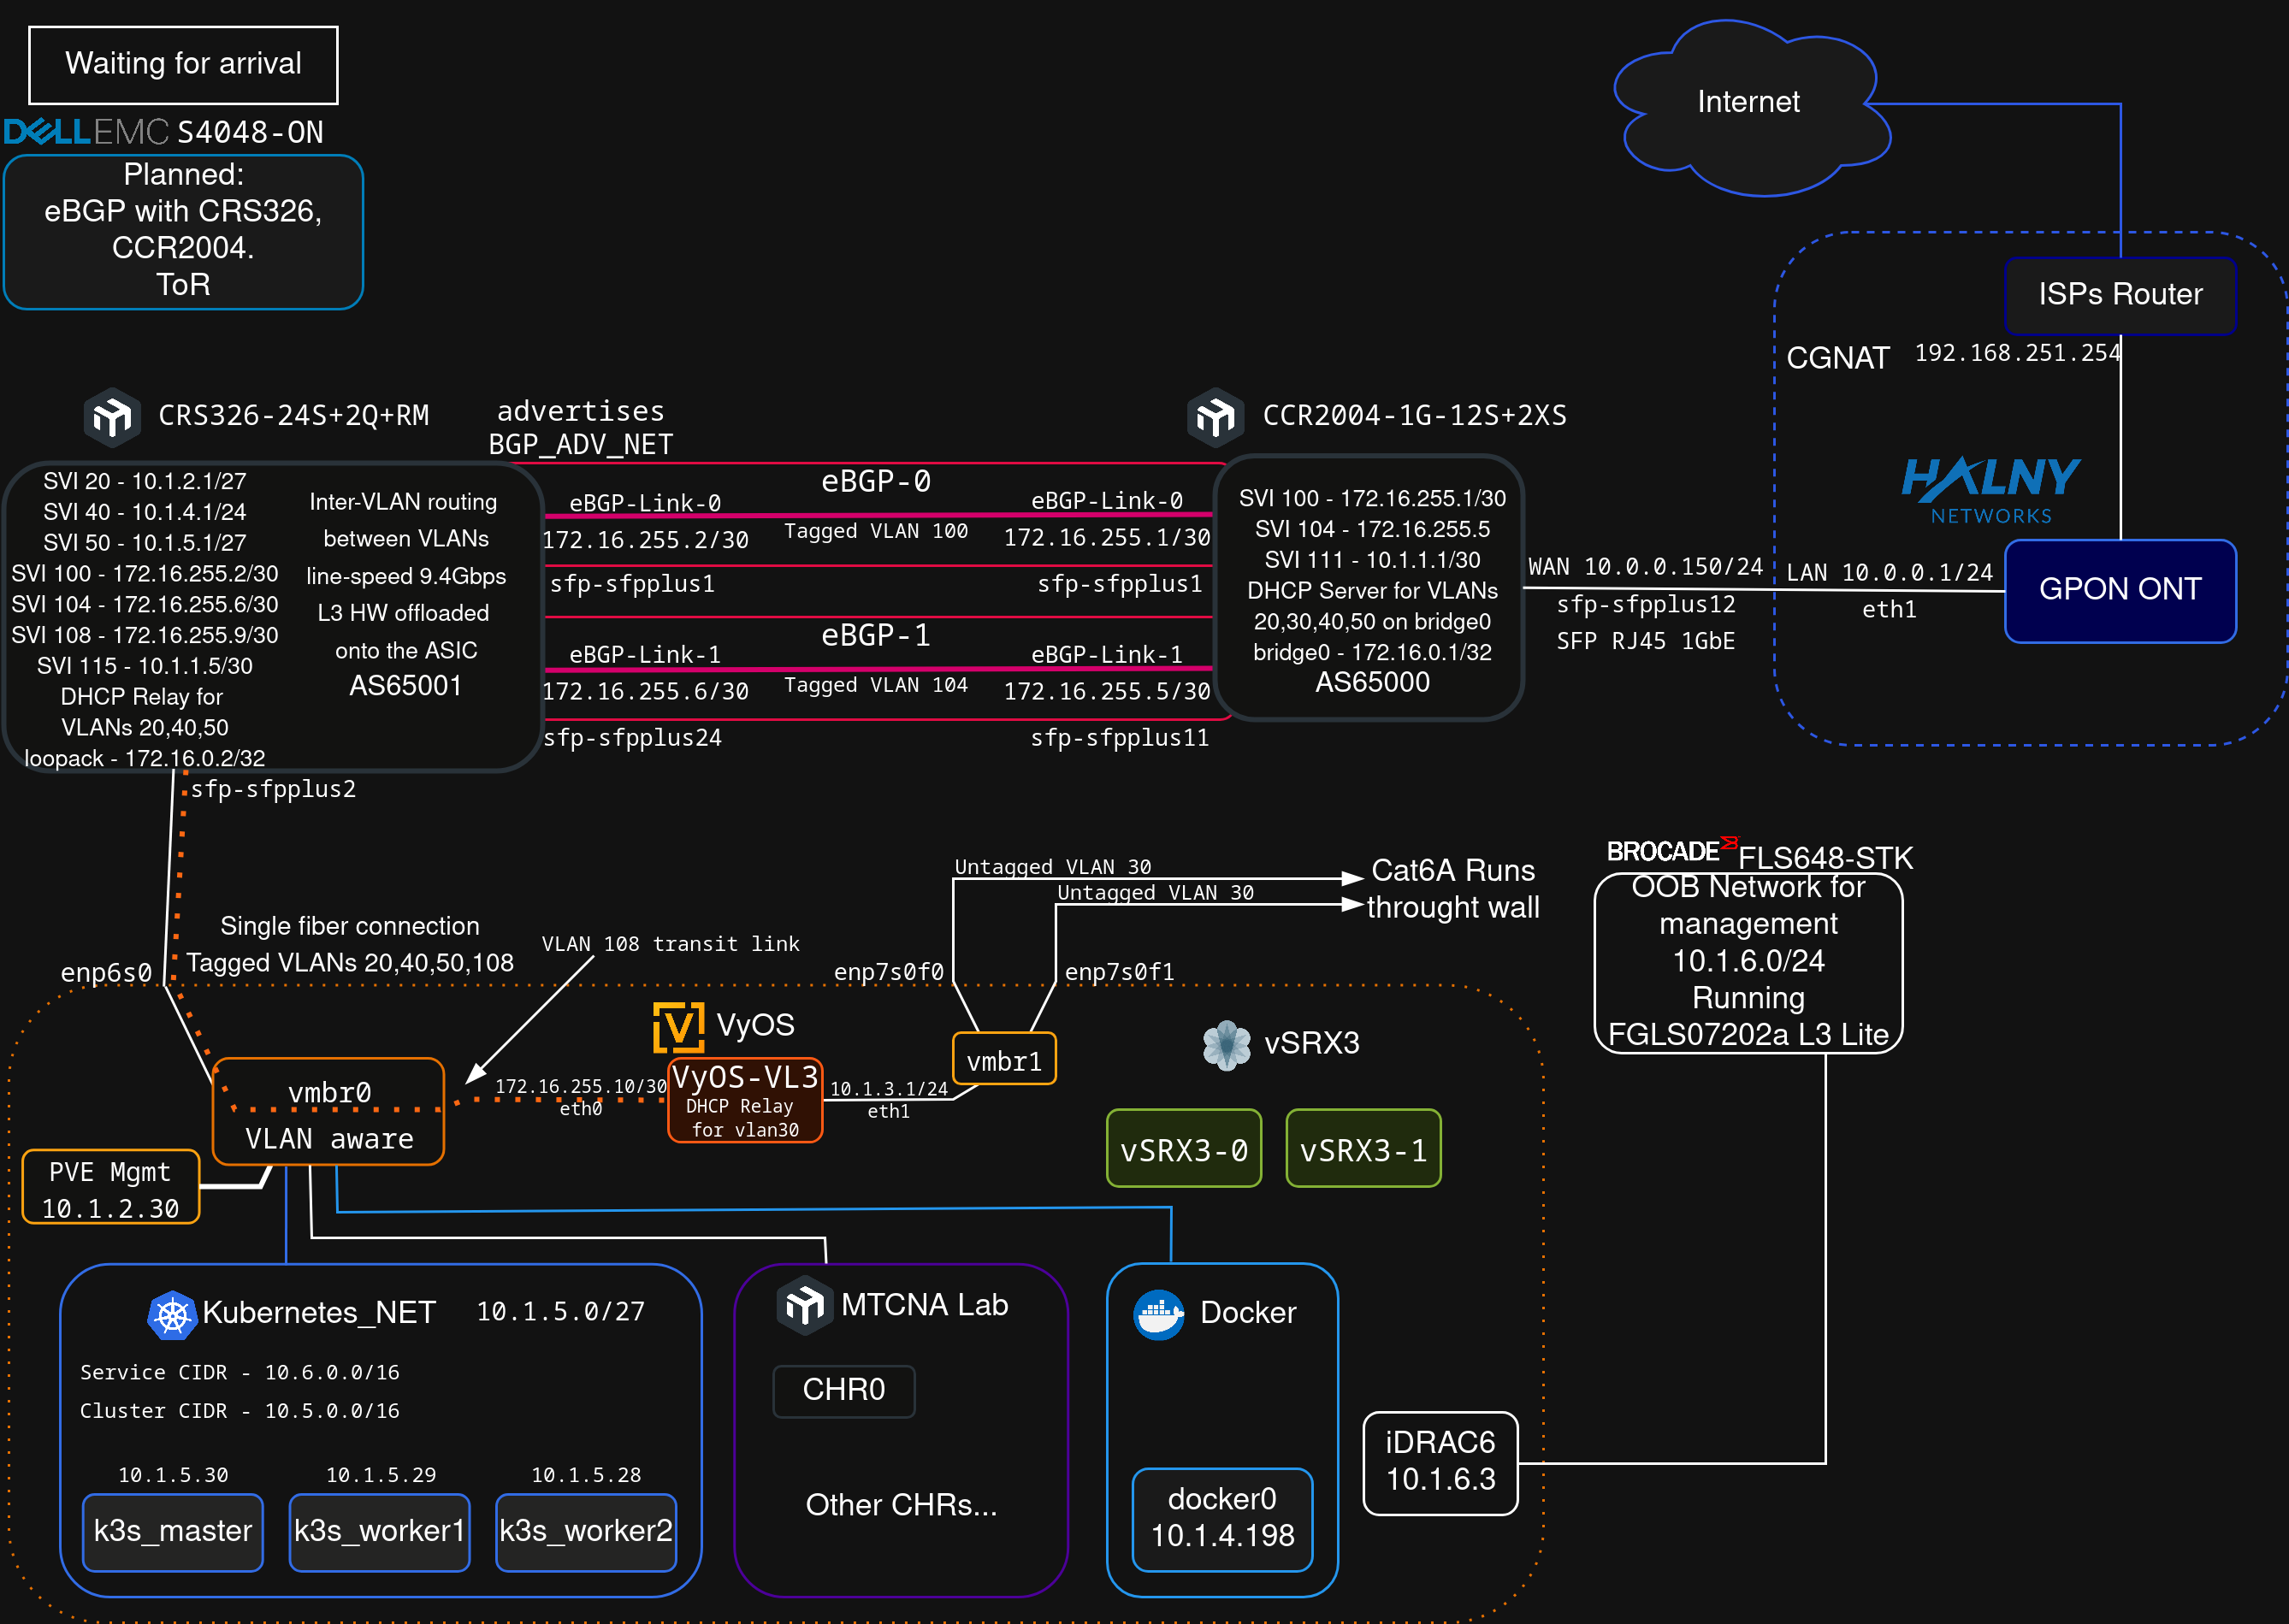 Waiting for arrival
DELLEMC S4048-ON
Planned:
eBGP with CRS326,
CCR2004.
ToR
Internet
ISPs Router
CGNAT
192.168.251.254
HALNY
NETWORKS
GPON ONT
LAN 10.0.0.1/24
eth1
WAN 10.0.0.150/24
sfp-sfpplus12
SFP RJ45 1GbE
CRS326-24S+2Q+RM
advertises
BGP_ADV_NET
CCR2004-1G-12S+2XS
SVI 20 - 10.1.2.1/27
SVI 40 - 10.1.4.1/24
SVI 50 - 10.1.5.1/27
SVI 100 - 172.16.255.2/30
SVI 104 - 172.16.255.6/30
SVI 108 - 172.16.255.9/30
SVI 115 - 10.1.1.5/30
DHCP Relay for
VLANs 20,40,50
loopack - 172.16.0.2/32
Inter-VLAN routing
between VLANs
line-speed 9.4Gbps
L3 HW offloaded
onto the ASIC
AS65001
eBGP-0
eBGP-Link-0
eBGP-Link-0
Tagged VLAN 100
172.16.255.2/30
172.16.255.1/30
sfp-sfpplus1
sfp-sfpplus1
eBGP-1
eBGP-Link-1
eBGP-Link-1
Tagged VLAN 104
172.16.255.6/30
172.16.255.5/30
sfp-sfpplus24
sfp-sfpplus11
SVI 100 - 172.16.255.1/30
SVI 104 - 172.16.255.5
SVI 111 - 10.1.1.1/30
DHCP Server for VLANs
20,30,40,50 on bridge0
bridge0 - 172.16.0.1/32
AS65000
sfp-sfpplus2
Single fiber connection
Tagged VLANs 20,40,50,108
enp6s0
VLAN 108 transit link
Untagged VLAN 30
Untagged VLAN 30
Cat6A Runs
throught wall
enp7s0f0
enp7s0f1
BROCADE FLS648-STK
OOB Network for
management
10.1.6.0/24
Running
FGLS07202a L3 Lite
VyOS
VyOS-VL3
DHCP Relay
for vlan30
172.16.255.10/30
eth0
10.1.3.1/24
eth1
vmbr1
vSRX3
vSRX3-0
vSRX3-1
vmbr0
VLAN aware
PVE Mgmt
10.1.2.30
Kubernetes_NET
10.1.5.0/27
Service CIDR - 10.6.0.0/16
Cluster CIDR - 10.5.0.0/16
10.1.5.30
10.1.5.29
10.1.5.28
k3s_master
k3s_worker1
k3s_worker2
MTCNA Lab
CHR0
Other CHRs...
Docker
docker0
10.1.4.198
iDRAC6
10.1.6.3